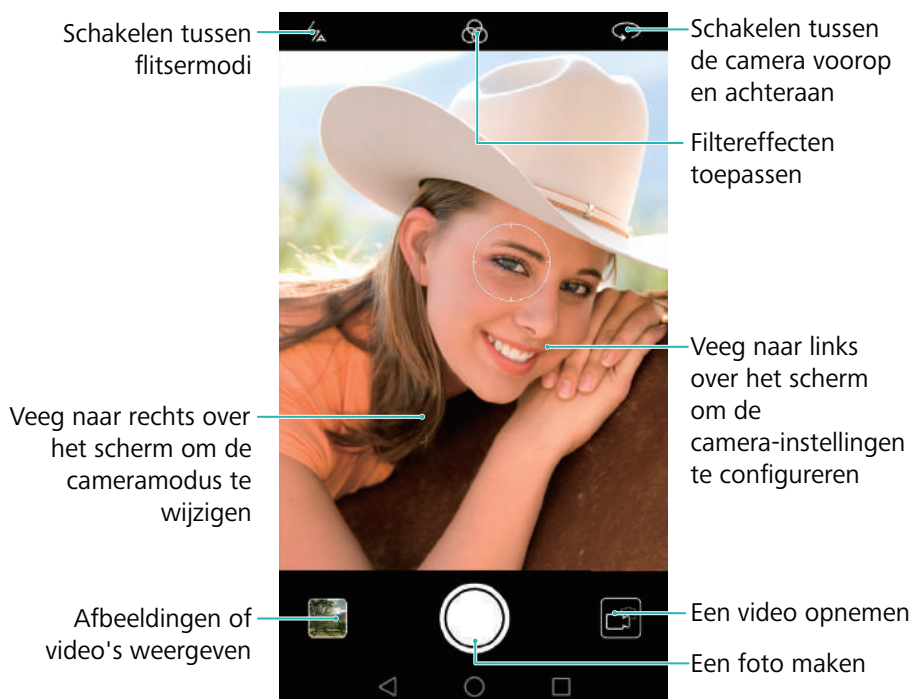 Schakelen tussen
flitsermodi
Schakelen tussen
de camera voorop
en achteraan
Filtereffecten
toepassen
Veeg naar links
over het scherm
om de
camera-instellingen
te configureren
Veeg naar rechts over
het scherm om de
cameramodus te
wijzigen
Afbeeldingen of
video's weergeven
Een video opnemen
Een foto maken